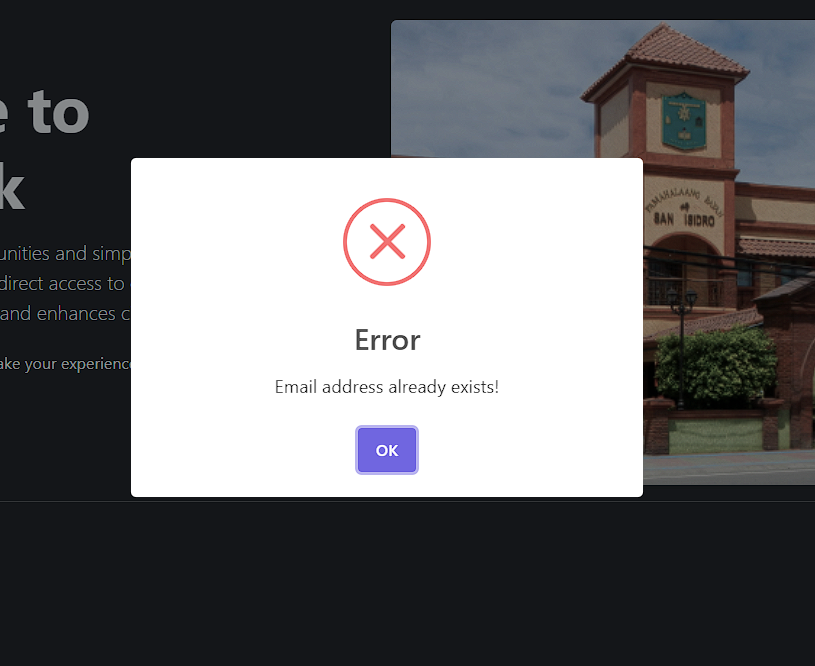 e to
k
unities and simp
direct access to
and enhances c
ake your experience
PAMAHALAANG BAYAN
SAN ISIDRO
Error
Email address already exists!
OK